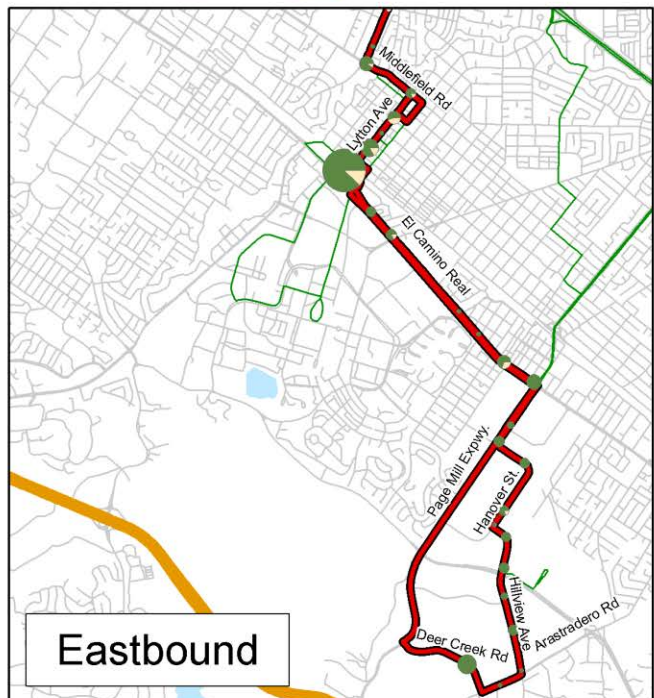 Middlefield Rd
Lytton Ave
El Camino Real
Page Mill Expwy.
Hanover St.
Hillview Ave
Arastradero Rd
Deer Creek Rd
Eastbound